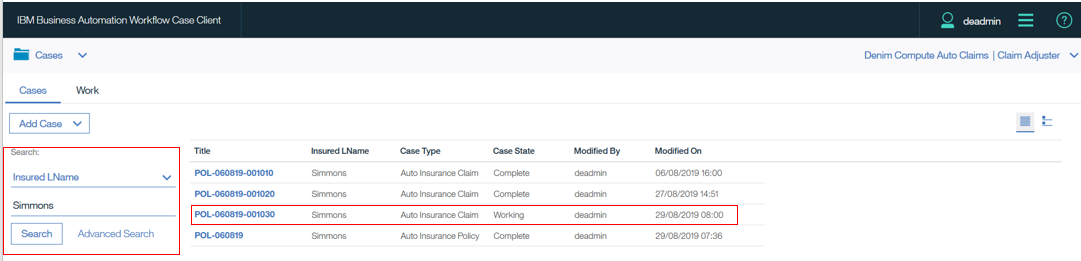 IBM Business Automation Workflow Case Client deadmin ?
Cases Denim Compute Auto Claims | Claim Adjuster
Cases Work
Add Case
Search:
Insured LName
Simmons
Search Advanced Search
Title Insured LName Case Type Case State Modified By Modified On
POL-060819-001010 Simmons Auto Insurance Claim Complete deadmin 06/08/2019 16:00
POL-060819-001020 Simmons Auto Insurance Claim Complete deadmin 27/08/2019 14:51
POL-060819-001030 Simmons Auto Insurance Claim Working deadmin 29/08/2019 08:00
POL-060819 Simmons Auto Insurance Policy Complete deadmin 29/08/2019 07:36